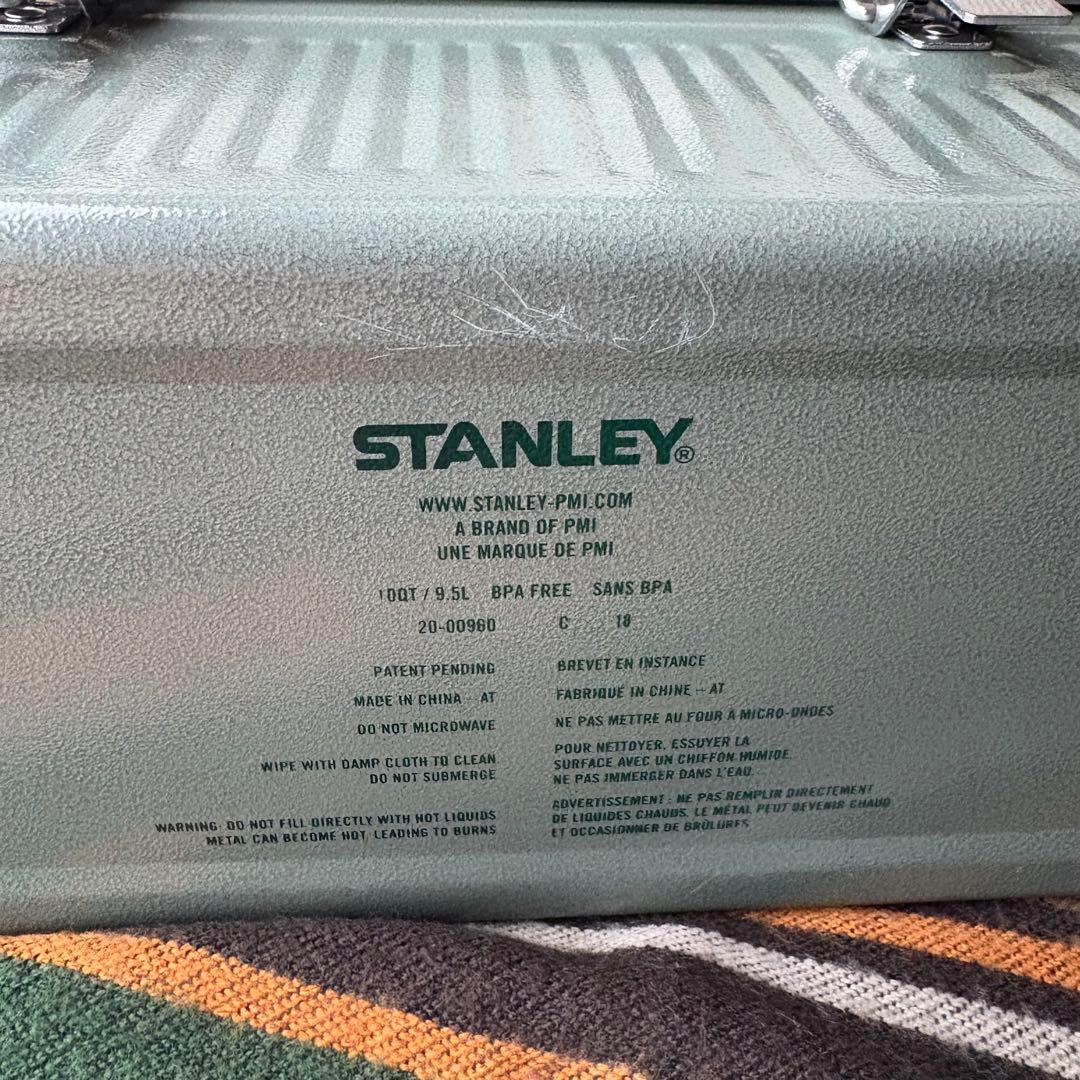 STANLEY®
WWW.STANLEY-PMI.COM
A BRAND OF PMI
UNE MARQUE DE PMI
10QT / 9.5L BPA FREE SANS BPA
20-00960 C 18
PATENT PENDING
MADE IN CHINA – AT
DO NOT MICROWAVE
WIPE WITH DAMP CLOTH TO CLEAN
DO NOT SUBMERGE
WARNING: DO NOT FILL DIRECTLY WITH HOT LIQUIDS
METAL CAN BECOME HOT, LEADING TO BURNS
BREVET EN INSTANCE
FABRIQUÉ IN CHINE – AT
NE PAS METTRE AU FOUR À MICRO-ONDES
POUR NETTOYER, ESSUYER LA
SURFACE AVEC UN CHIFFON HUMIDE.
NE PAS IMMERGER DANS L'EAU.
ADVERTISSEMENT : NE PAS REMPLIR DIRECTEMENT
DE LIQUIDES CHAUDS. LE MÉTAL PEUT DEVENIR CHAUD
ET OCCASIONNER DE BRÛLURES